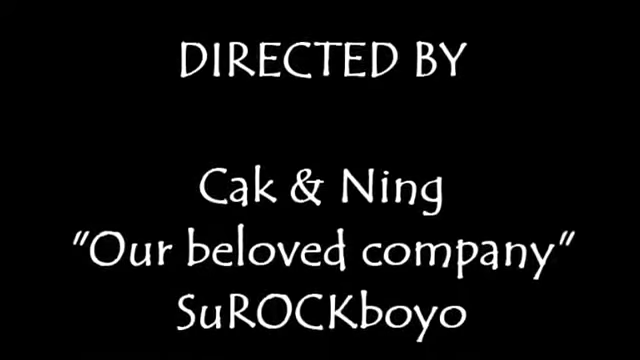 DIRECTED BY
Cak & Ning
"Our beloved company"
SuROCKboyo